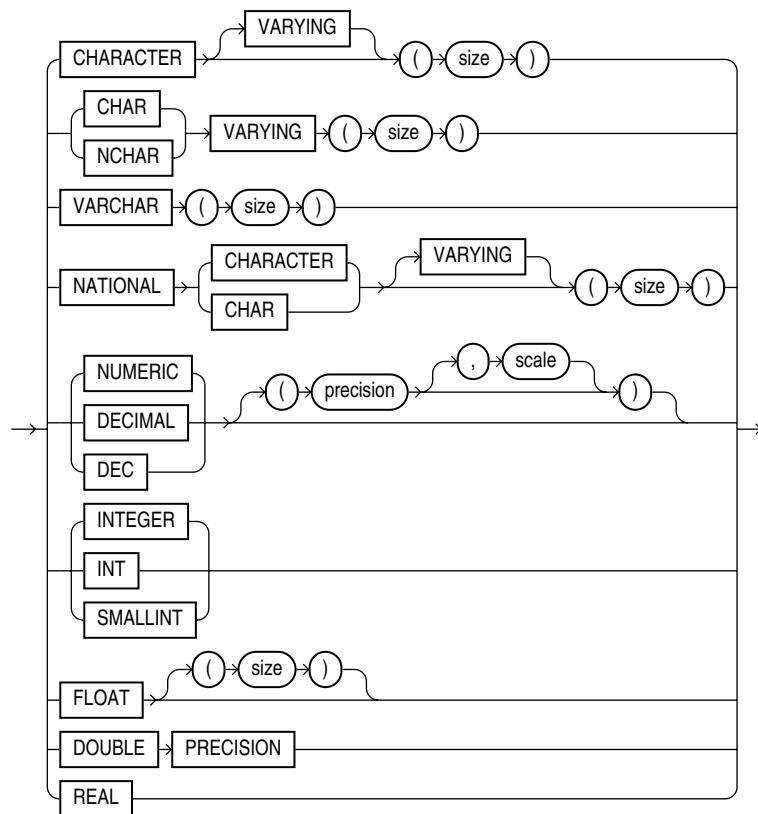 VARYING
CHARACTER ( size )
CHAR
VARYING ( size )
NCHAR
VARCHAR ( size )
CHARACTER VARYING
NATIONAL ( size )
CHAR
, scale
NUMERIC ( precision )
DECIMAL
DEC
INTEGER
INT
SMALLINT
( size )
FLOAT
DOUBLE PRECISION
REAL